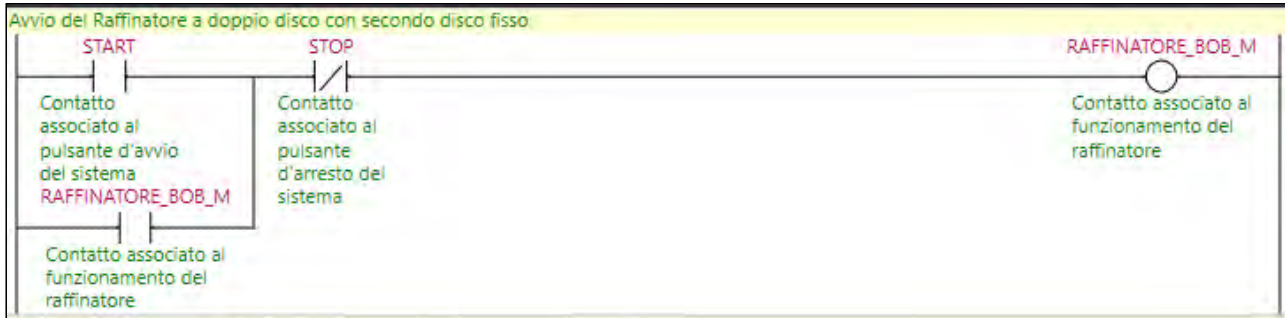 Avvio del Raffinatore a doppio disco con secondo disco fisso
START
STOP
RAFFINATORE_BOB_M
Contatto
associato al
pulsante d'avvio
del sistema
Contatto
associato al
pulsante
d'arresto del
sistema
Contatto associato al
funzionamento del
raffinatore
RAFFINATORE_BOB_M
Contatto associato al
funzionamento del
raffinatore